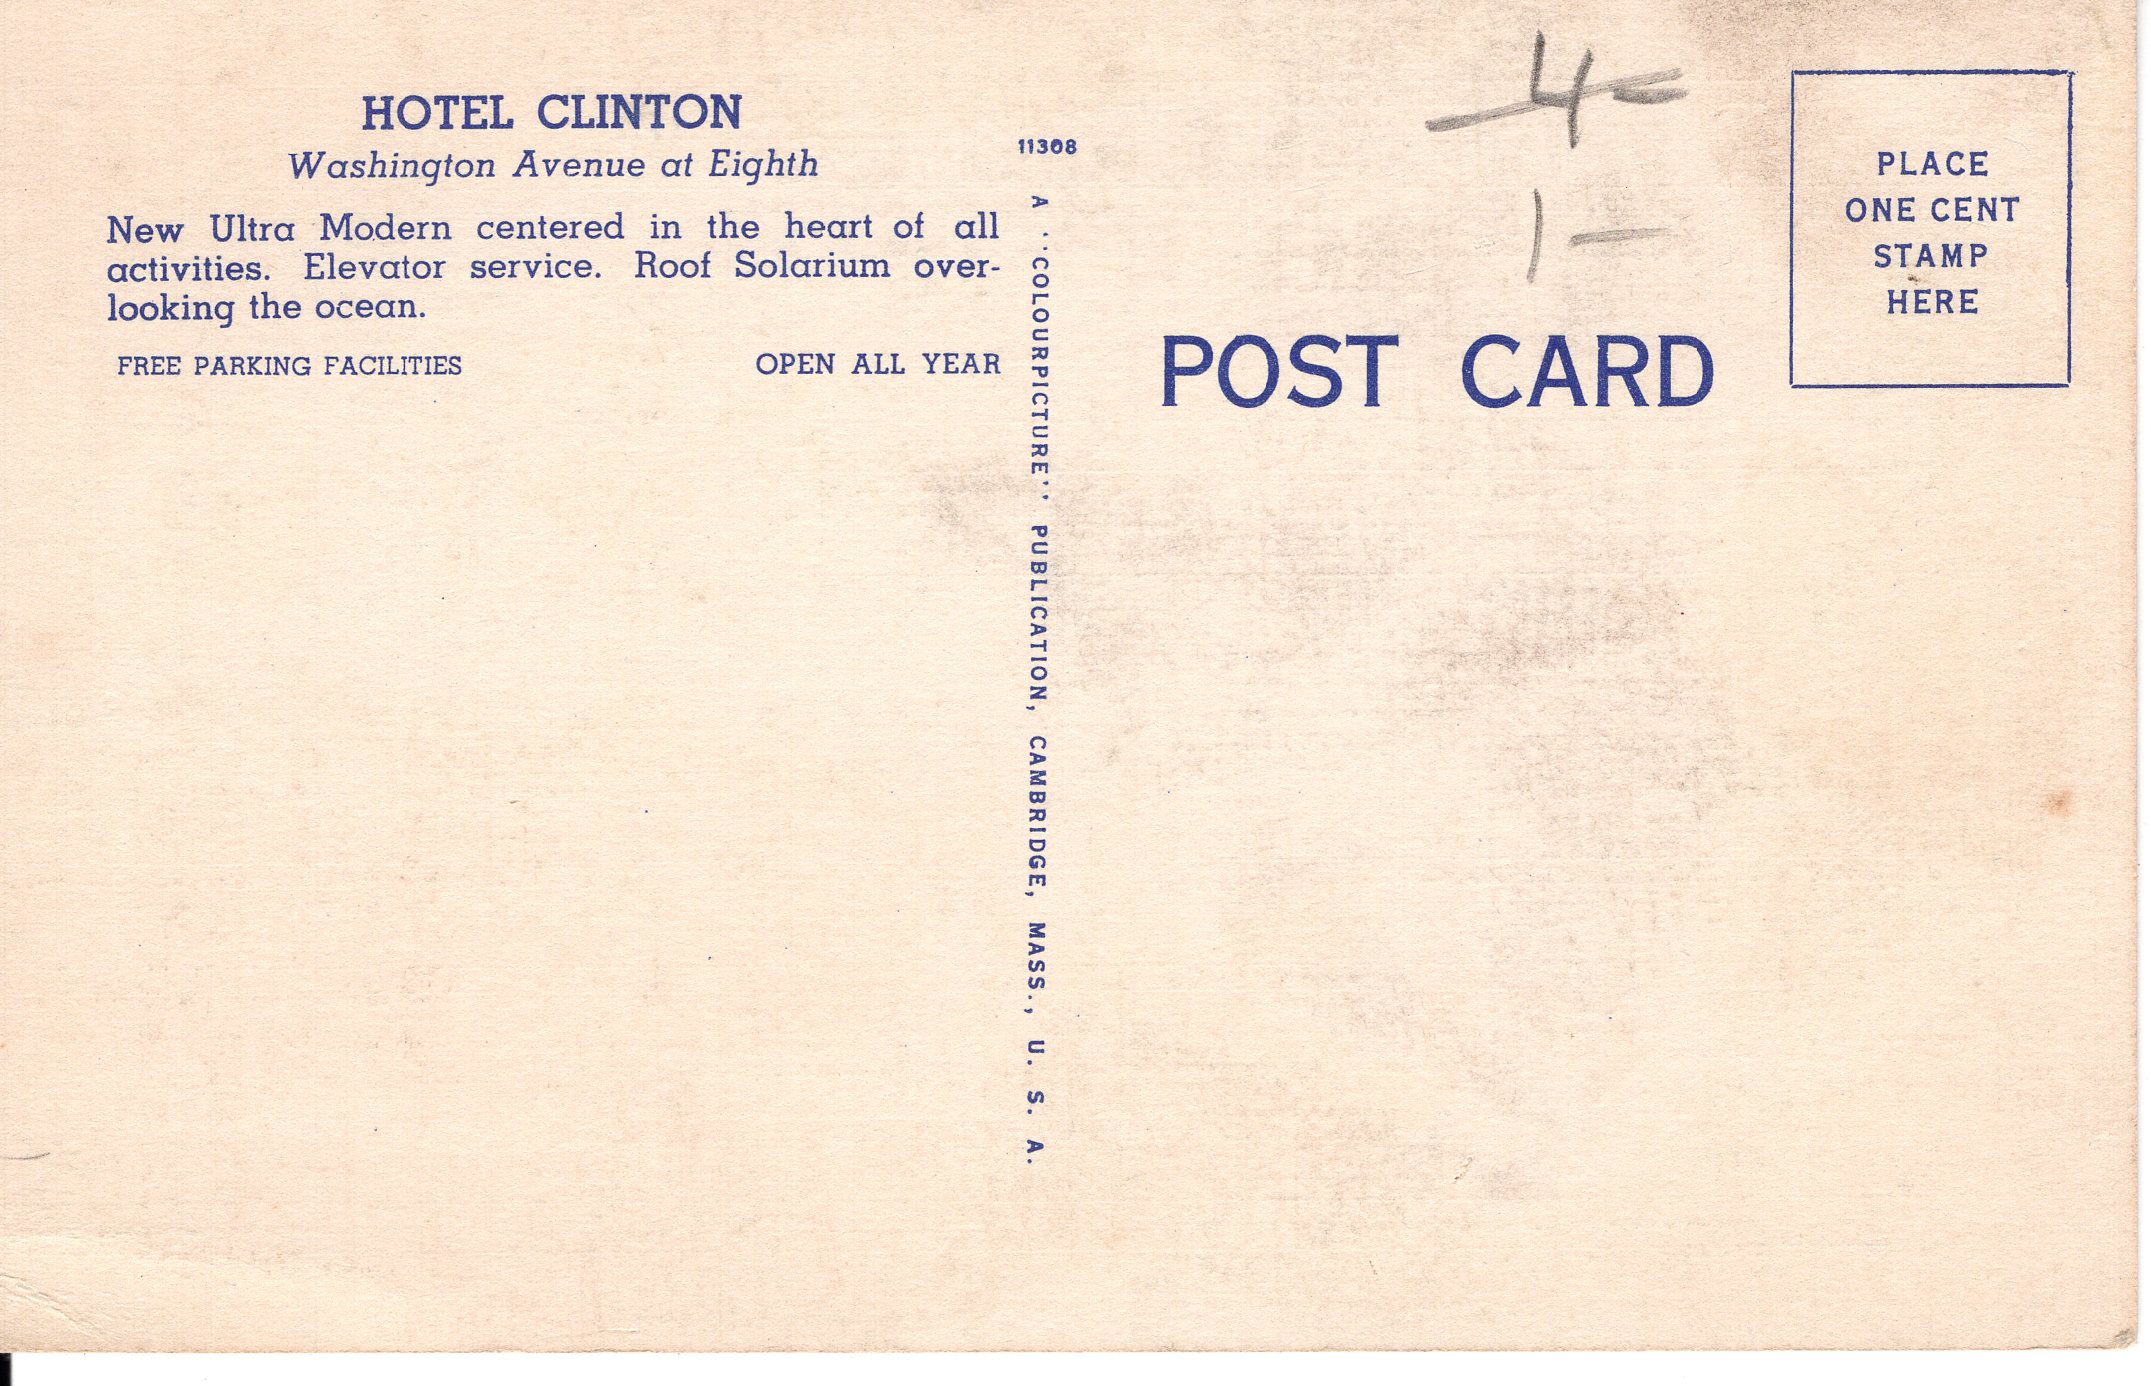 HOTEL CLINTON
Washington Avenue at Eighth
New Ultra Modern centered in the heart of all
activities. Elevator service. Roof Solarium over-
looking the ocean.
FREE PARKING FACILITIES OPEN ALL YEAR
11308
A "COLOURPICTURE" PUBLICATION, CAMBRIDGE, MASS., U. S. A.
4-
1-
POST CARD
PLACE
ONE CENT
STAMP
HERE